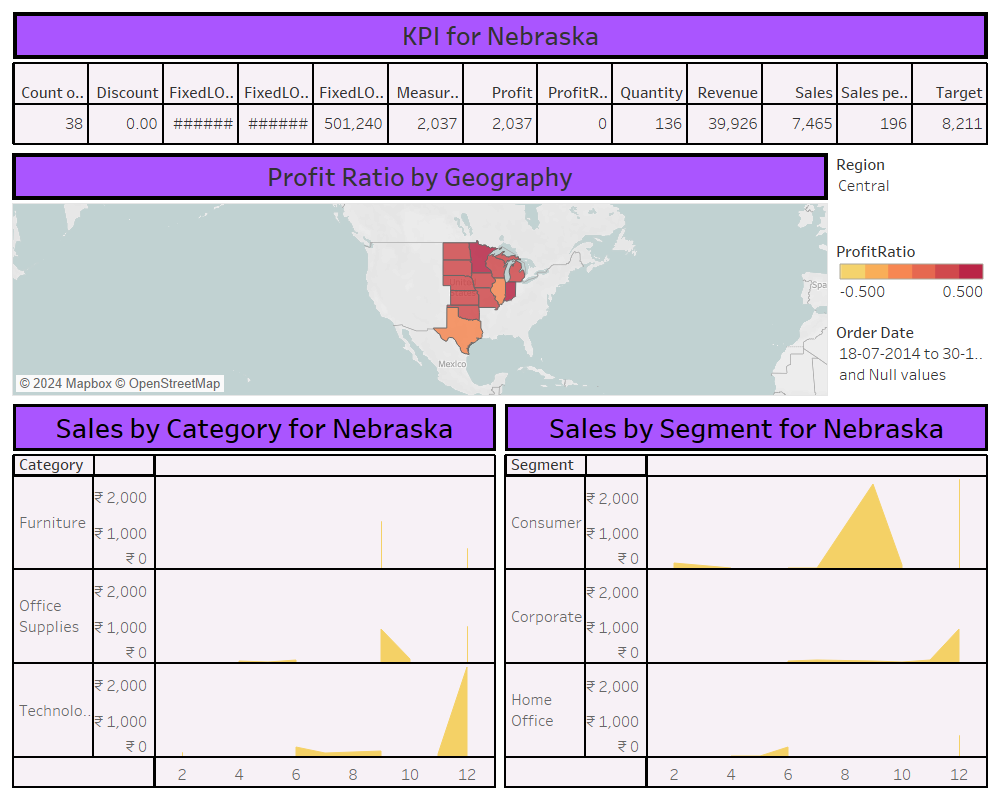 KPI for Nebraska
Count o.. Discount FixedLO.. FixedLO.. FixedLO.. Measur.. Profit ProfitR.. Quantity Revenue Sales Sales pe.. Target
38 0.00 ###### ###### 501,240 2,037 2,037 0 136 39,926 7,465 196 8,211
Profit Ratio by Geography
Region
Central
ProfitRatio
-0.500 0.500
Order Date
18-07-2014 to 30-1..
and Null values
United
States
Spa
Mexico
© 2024 Mapbox © OpenStreetMap
Sales by Category for Nebraska
Category
Furniture
₹ 2,000
₹ 1,000
₹ 0
Office
Supplies
₹ 2,000
₹ 1,000
₹ 0
Technolo..
₹ 2,000
₹ 1,000
₹ 0
2 4 6 8 10 12
Sales by Segment for Nebraska
Segment
Consumer
₹ 2,000
₹ 1,000
₹ 0
Corporate
₹ 2,000
₹ 1,000
₹ 0
Home
Office
₹ 2,000
₹ 1,000
₹ 0
2 4 6 8 10 12